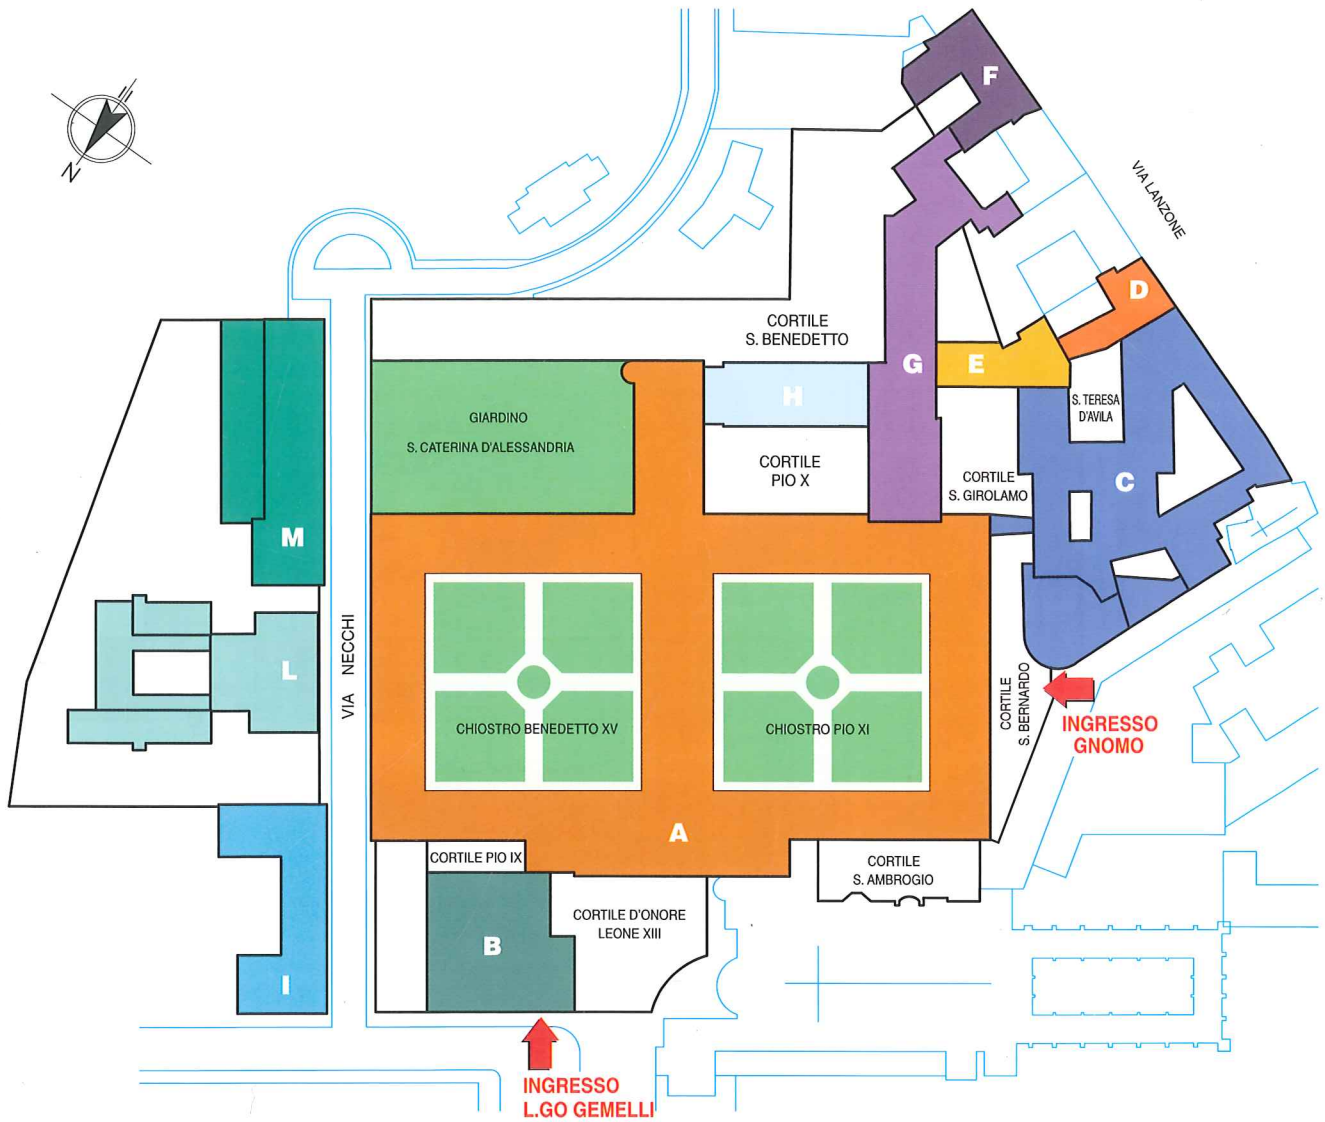 F
N
VIA LANZONE
D
CORTILE
S. BENEDETTO
G
E
H
S. TERESA
D'AVILA
GIARDINO
S. CATERINA D'ALESSANDRIA
CORTILE
PIO X
CORTILE
S. GIROLAMO
C
M
VIA NECCHI
L
CORTILE
S. BERNARDO
CHIOSTRO BENEDETTO XV
CHIOSTRO PIO XI
INGRESSO
GNOMO
A
CORTILE PIO IX
CORTILE
S. AMBROGIO
CORTILE D'ONORE
LEONE XIII
B
I
INGRESSO
L.GO GEMELLI